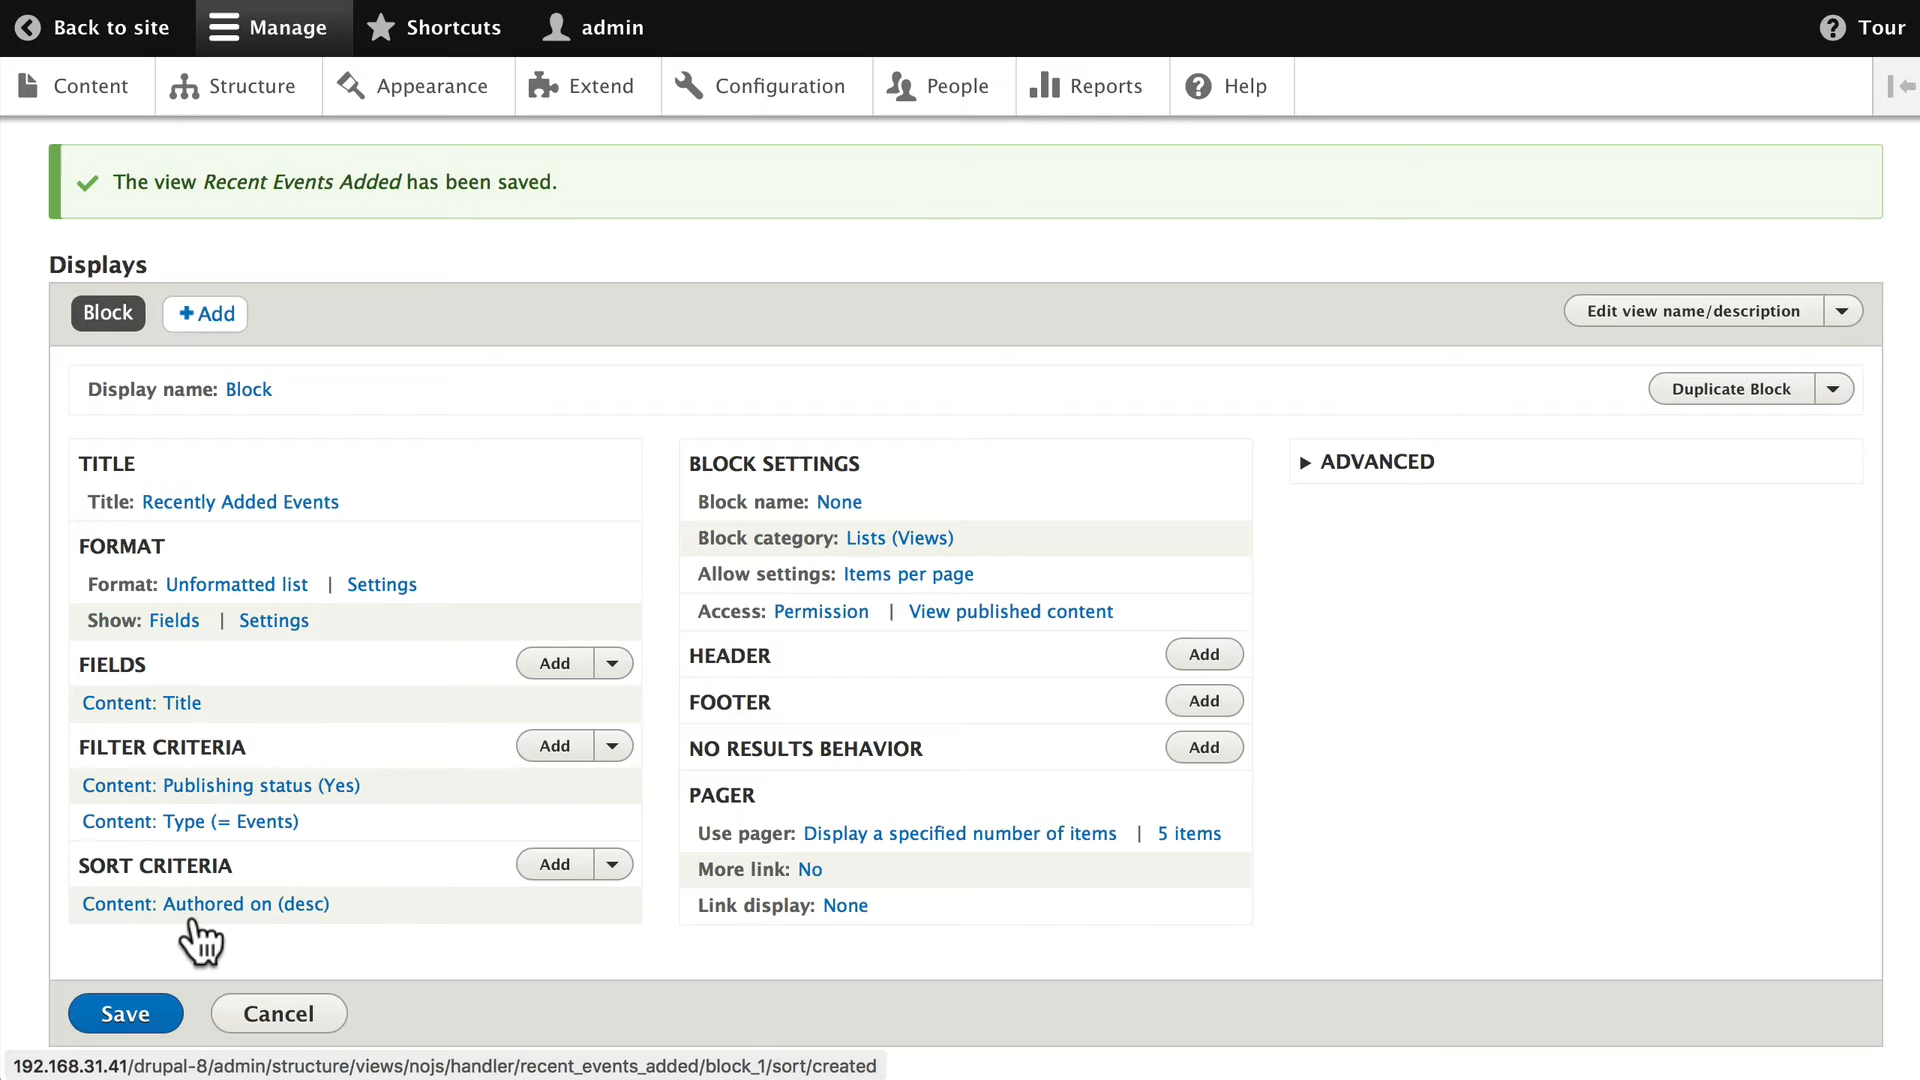 Back to site Manage Shortcuts admin Tour
Content Structure Appearance Extend Configuration People Reports Help
The view Recent Events Added has been saved.
Displays
Block + Add Edit view name/description
Display name: Block Duplicate Block
TITLE
Title: Recently Added Events
FORMAT
Format: Unformatted list | Settings
Show: Fields | Settings
FIELDS Add
Content: Title
FILTER CRITERIA Add
Content: Publishing status (Yes)
Content: Type (= Events)
SORT CRITERIA Add
Content: Authored on (desc)
BLOCK SETTINGS
Block name: None
Block category: Lists (Views)
Allow settings: Items per page
Access: Permission | View published content
HEADER Add
FOOTER Add
NO RESULTS BEHAVIOR Add
PAGER
Use pager: Display a specified number of items | 5 items
More link: No
Link display: None
ADVANCED
Save Cancel
192.168.31.41/drupal-8/admin/structure/views/nojs/handler/recent_events_added/block_1/sort/created